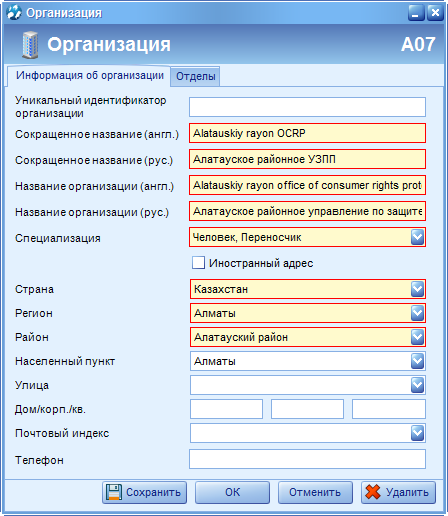 Организация
Организация A07
Информация об организации Отделы
Уникальный идентификатор
организации
Сокращенное название (англ.) Alatauskiy rayon OCRP
Сокращенное название (рус.) Алатауское районное УЗПП
Название организации (англ.) Alatauskiy rayon office of consumer rights prot
Название организации (рус.) Алатауское районное управление по защите
Специализация Человек, Переносчик
Иностранный адрес
Страна Казахстан
Регион Алматы
Район Алатауский район
Населенный пункт Алматы
Улица
Дом/корп./кв.
Почтовый индекс
Телефон
Сохранить ОК Отменить Удалить